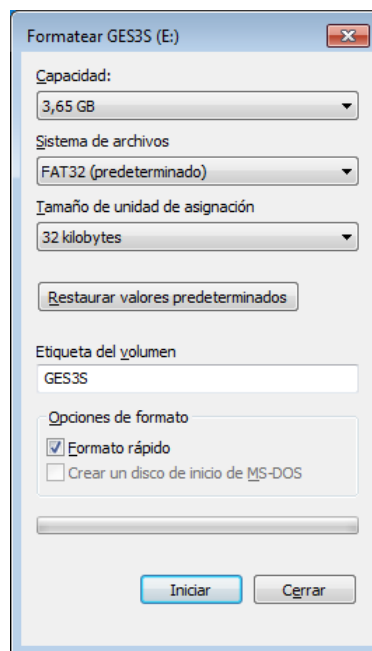 Formatear GES3S (E:)
Capacidad:
3,65 GB
Sistema de archivos
FAT32 (predeterminado)
Tamaño de unidad de asignación
32 kilobytes
Restaurar valores predeterminados
Etiqueta del volumen
GES3S
Opciones de formato
Formato rápido
Crear un disco de inicio de MS-DOS
Iniciar
Cerrar